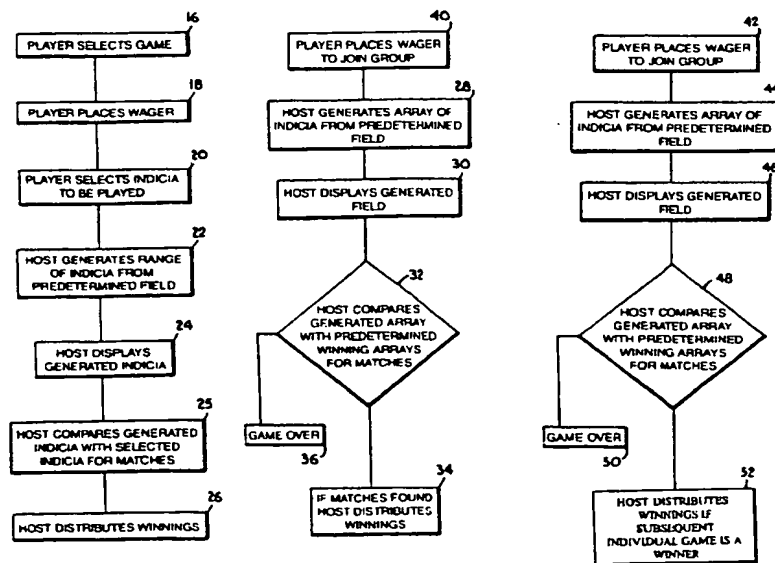 16
PLAYER SELECTS GAME
18
PLAYER PLACES WAGER
20
PLAYER SELECTS INDICIA
TO BE PLAYED
22
HOST GENERATES RANGE
OF INDICIA FROM
PREDETERMINED FIELD
24
HOST DISPLAYS
GENERATED INDICIA
25
HOST COMPARES GENERATED
INDICIA WITH SELECTED
INDICIA FOR MATCHES
26
HOST DISTRIBUTES WINNINGS
40
PLAYER PLACES WAGER
TO JOIN GROUP
28
HOST GENERATES ARRAY OF
INDICIA FROM PREDETERMINED
FIELD
30
HOST DISPLAYS GENERATED
FIELD
32
HOST COMPARES
GENERATED ARRAY
WITH PREDETERMINED
WINNING ARRAYS
FOR MATCHES
GAME OVER
36
34
IF MATCHES FOUND
HOST DISTRIBUTES
WINNINGS
42
PLAYER PLACES WAGER
TO JOIN GROUP
44
HOST GENERATES ARRAY OF
INDICIA FROM PREDETERMINED
FIELD
46
HOST DISPLAYS GENERATED
FIELD
48
HOST COMPARES
GENERATED ARRAY
WITH PREDETERMINED
WINNING ARRAYS
FOR MATCHES
GAME OVER
50
52
HOST DISTRIBUTES
WINNINGS IF
SUBSEQUENT
INDIVIDUAL GAME IS A
WINNER